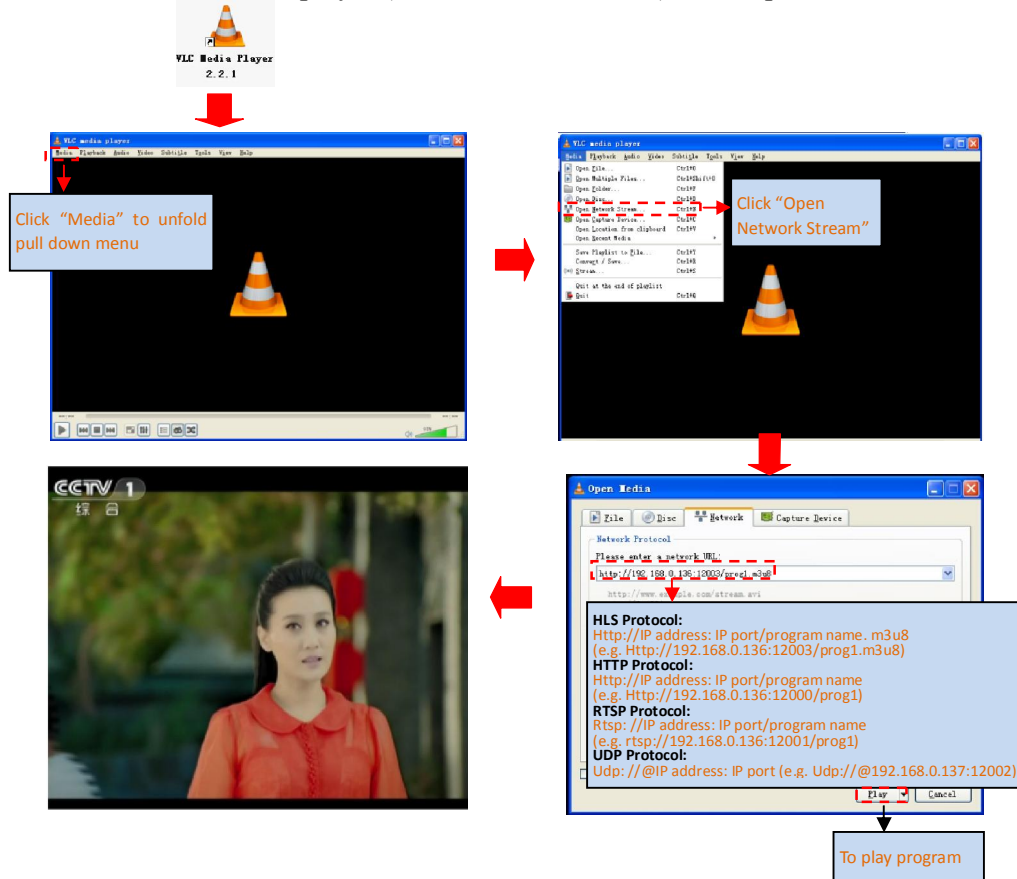 VLC Media Player
2.2.1
VLC media player
Media Playback Audio Video Subtitle Tools View Help
Click “Media” to unfold
pull down menu
VLC media player
Media Playback Audio Video Subtitle Tools View Help
Open File... Ctrl+O
Open Multiple Files... Ctrl+Shift+O
Open Folder... Ctrl+F
Open Disc... Ctrl+D
Open Network Stream... Ctrl+N
Open Capture Device... Ctrl+C
Open Location from clipboard Ctrl+V
Open Recent Media
Save Playlist to File... Ctrl+Y
Convert / Save... Ctrl+R
Stream... Ctrl+S
Quit at the end of playlist
Quit Ctrl+Q
Click “Open
Network Stream”
CCTV 1
综 合
Open Media
File Disc Network Capture Device
Network Protocol
Please enter a network URL:
http://192.168.0.136:12003/prog1.m3u8
http://www.example.com/stream.avi
HLS Protocol:
Http://IP address: IP port/program name. m3u8
(e.g. Http://192.168.0.136:12003/prog1.m3u8)
HTTP Protocol:
Http://IP address: IP port/program name
(e.g. Http://192.168.0.136:12000/prog1)
RTSP Protocol:
Rtsp: //IP address: IP port/program name
(e.g. rtsp://192.168.0.136:12001/prog1)
UDP Protocol:
Udp: //@IP address: IP port (e.g. Udp://@192.168.0.137:12002)
Play Cancel
To play program